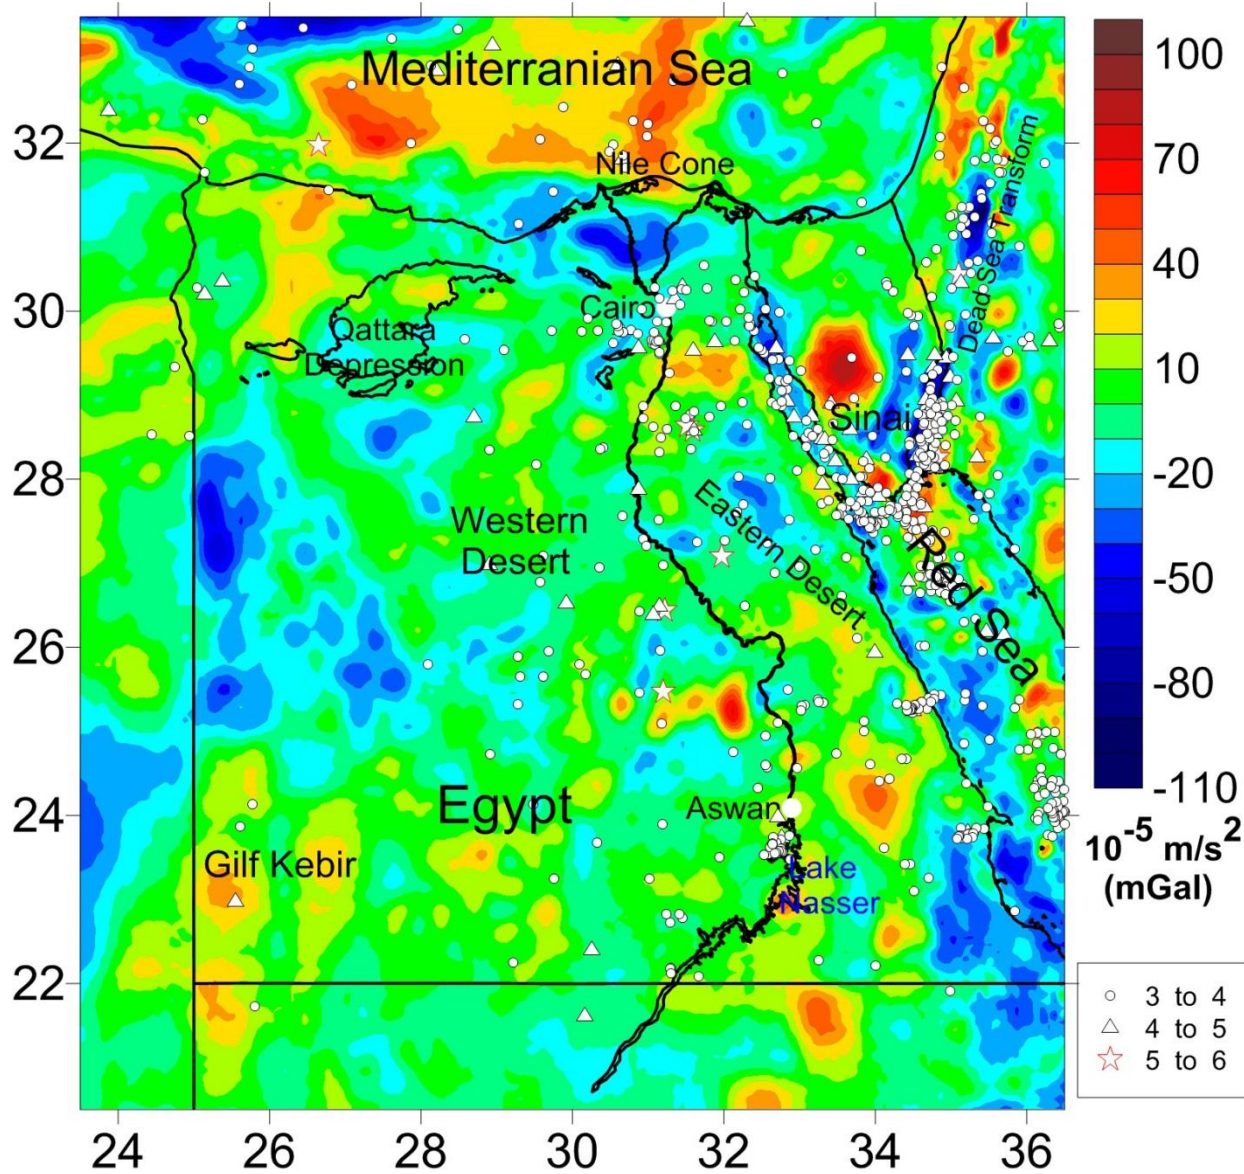 Mediterranian Sea
Nile Cone
Dead Sea Transform
Cairo
Qattara
Depression
Sinai
Western
Desert
Eastern Desert
Red Sea
Egypt
Aswan
Gilf Kebir
Lake
Nasser
32
30
28
26
24
22
24 26 28 30 32 34 36
100
70
40
10
-20
-50
-80
-110
10⁻⁵ m/s²
(mGal)
3 to 4
4 to 5
5 to 6